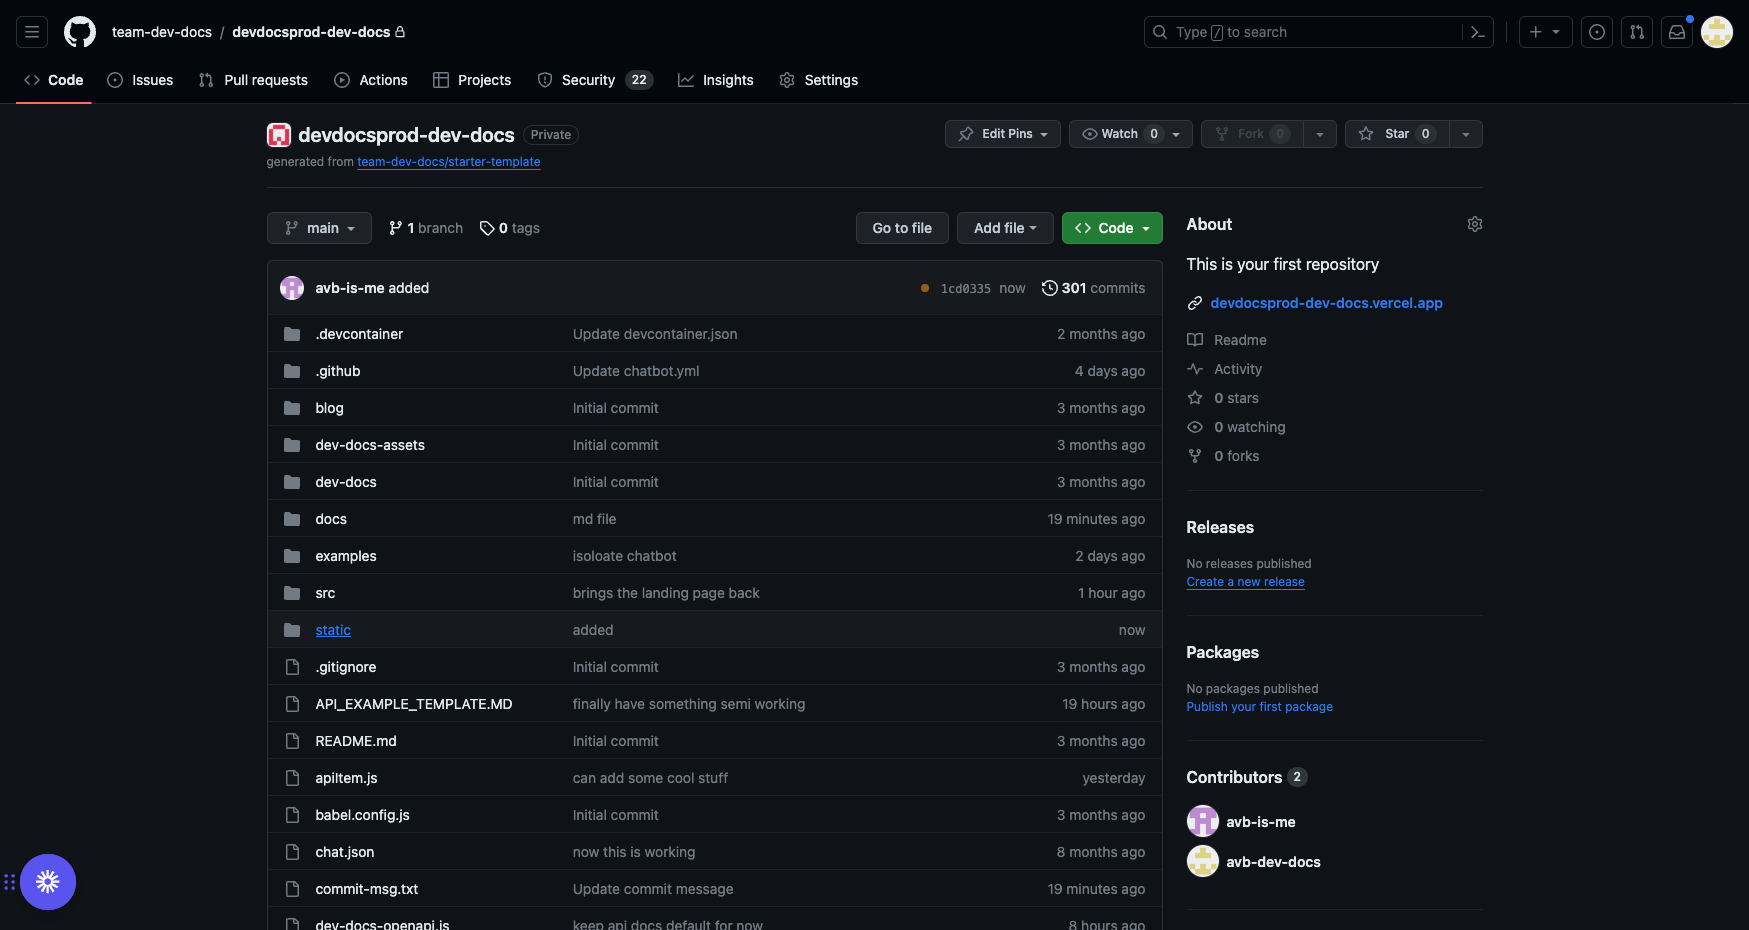 team-dev-docs / devdocsprod-dev-docs
Type / to search
Code
Issues
Pull requests
Actions
Projects
Security 22
Insights
Settings
devdocsprod-dev-docs Private
generated from team-dev-docs/starter-template
Edit Pins
Watch 0
Fork 0
Star 0
main
1 branch
0 tags
Go to file
Add file
Code
avb-is-me added
1cd0335 now
301 commits
.devcontainer Update devcontainer.json 2 months ago
.github Update chatbot.yml 4 days ago
blog Initial commit 3 months ago
dev-docs-assets Initial commit 3 months ago
dev-docs Initial commit 3 months ago
docs md file 19 minutes ago
examples isoloate chatbot 2 days ago
src brings the landing page back 1 hour ago
static added now
.gitignore Initial commit 3 months ago
API_EXAMPLE_TEMPLATE.MD finally have something semi working 19 hours ago
README.md Initial commit 3 months ago
apiItem.js can add some cool stuff yesterday
babel.config.js Initial commit 3 months ago
chat.json now this is working 8 months ago
commit-msg.txt Update commit message 19 minutes ago
dev-docs-openapi.js keep api docs default for now 8 hours ago
About
This is your first repository
devdocsprod-dev-docs.vercel.app
Readme
Activity
0 stars
0 watching
0 forks
Releases
No releases published
Create a new release
Packages
No packages published
Publish your first package
Contributors 2
avb-is-me
avb-dev-docs